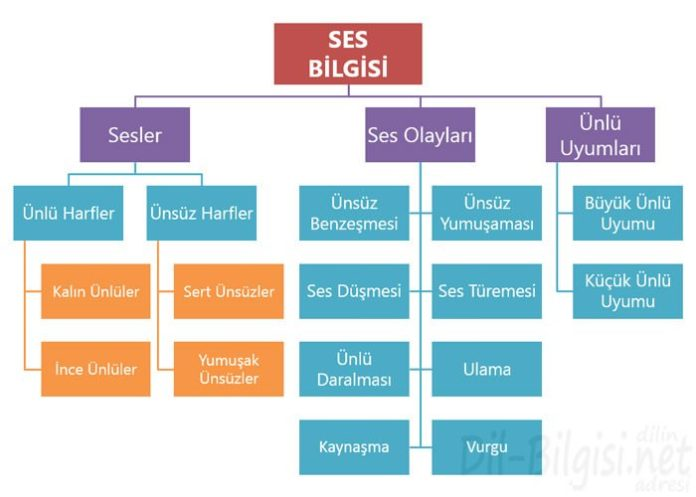 SES
BİLGİSİ
Sesler
Ses Olayları
Ünlü
Uyumları
Ünlü Harfler
Ünsüz Harfler
Ünsüz
Benzeşmesi
Ünsüz
Yumuşaması
Büyük Ünlü
Uyumu
Kalın Ünlüler
Sert Ünsüzler
Ses Düşmesi
Ses Türemesi
Küçük Ünlü
Uyumu
İnce Ünlüler
Yumuşak
Ünsüzler
Ünlü
Daralması
Ulama
Kaynaşma
Vurgu
dilin
Dil-Bilgisi.net
adresi